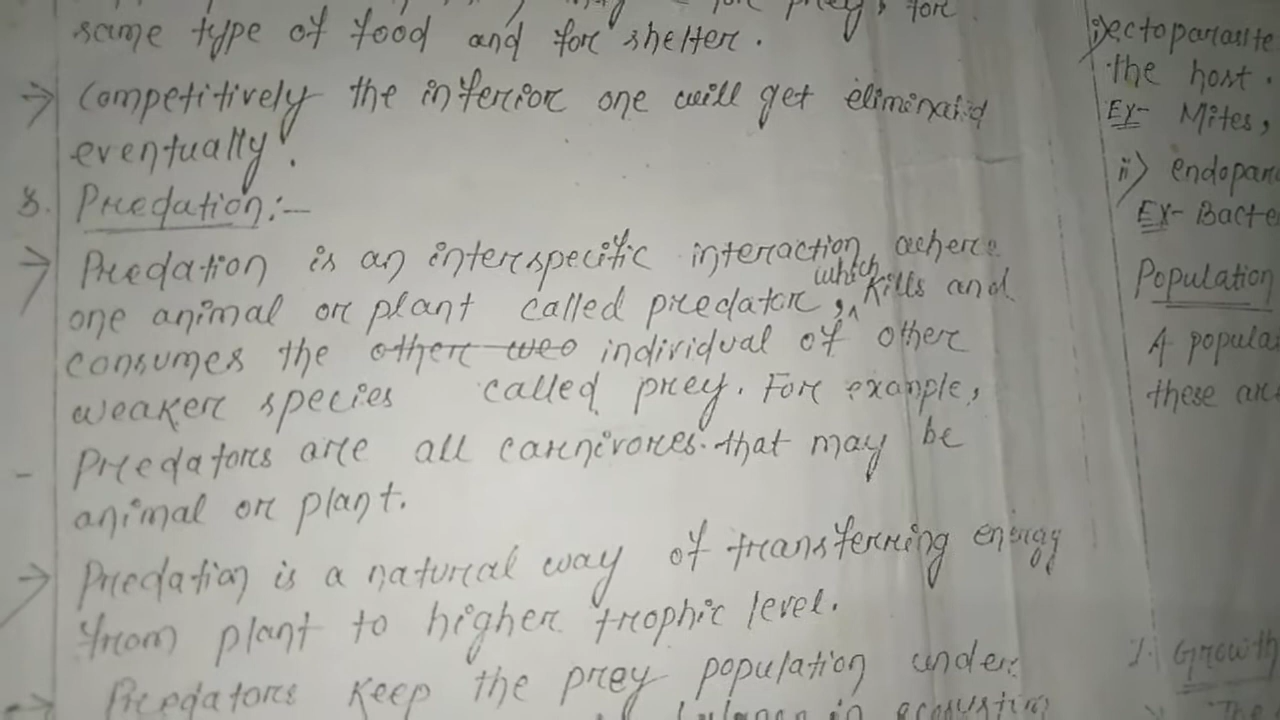 same type of food and for shelter.
→ Competitively the inferior one will get eliminated
eventually.
8. Predation:-
→ Predation is an interspecific interaction where
one animal or plant called predator, which kills and
consumes the other weo individual of other
weaker species called prey. For example,
- Predators are all carnivores. that may be
animal or plant.
→ Predation is a natural way of transferring energy
from plant to higher trophic level.
→ Predators keep the prey population under
in
i) ectoparasite
the host.
Ex- Mites,
ii)
Ex-
Population
A
these
1. Growth
The